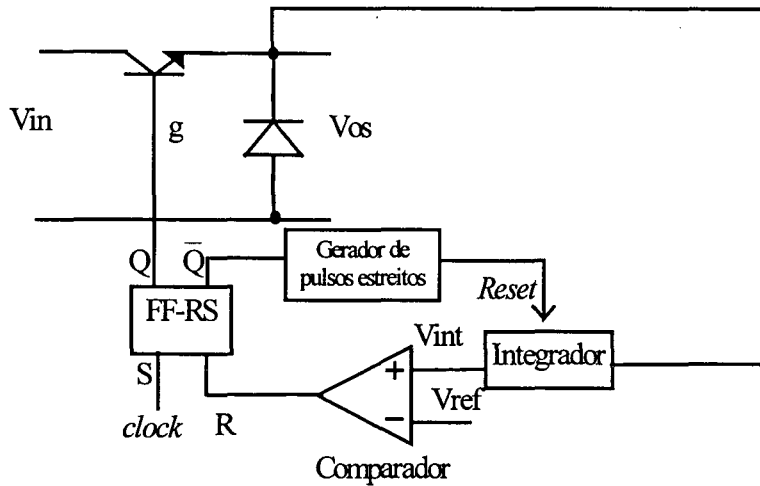 Vin
g
Vos
Q
Q̅
Gerador de
pulsos estreitos
Reset
FF-RS
Vint
Integrador
S
Vref
clock
R
Comparador